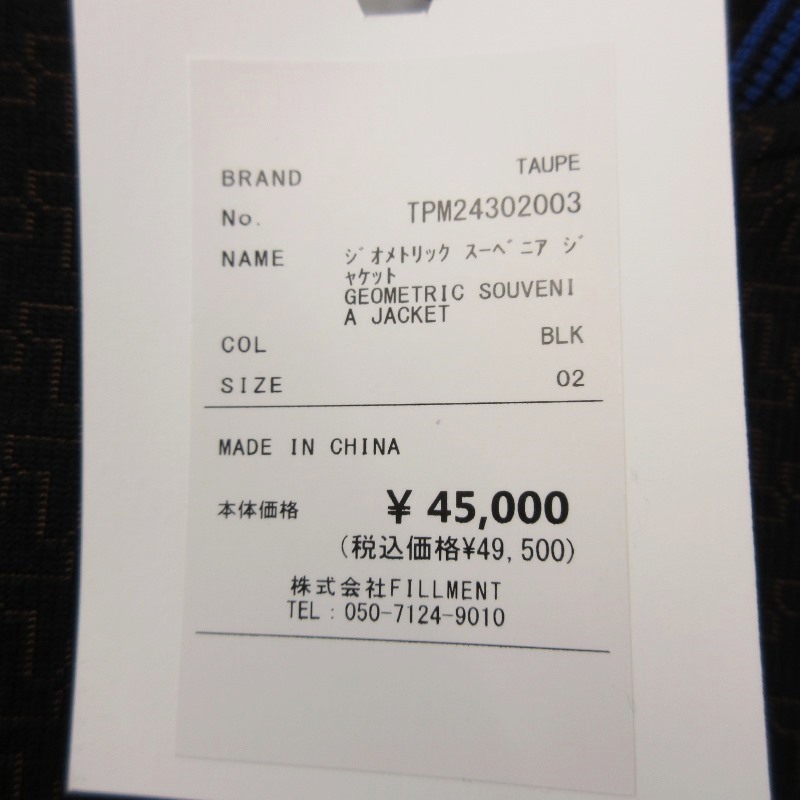 BRAND TAUPE
No. TPM24302003
NAME ｼﾞｵﾒﾄﾘｯｸ ｽｰﾍﾞﾆｱ ｼﾞ
ｬｹｯﾄ
GEOMETRIC SOUVENI
A JACKET
COL BLK
SIZE 02
MADE IN CHINA
本体価格 ¥ 45,000
(税込価格¥49,500)
株式会社FILLMENT
TEL : 050-7124-9010